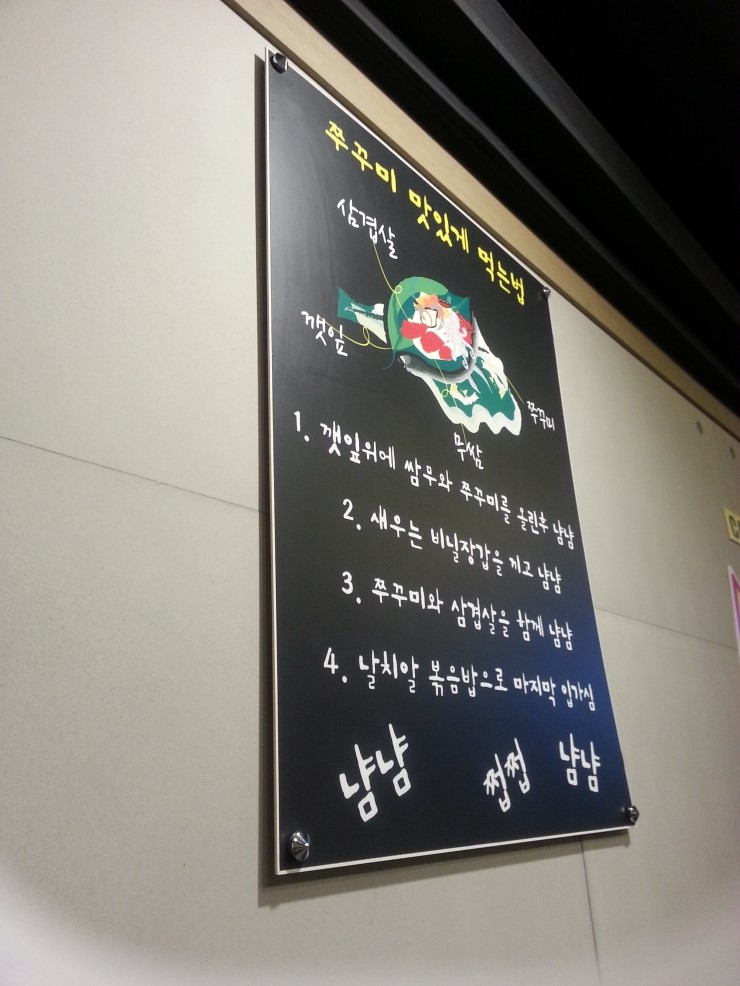 쭈꾸미 맛있게 먹는법
삼겹살
깻잎
쭈꾸미
무쌈
1. 깻잎위에 쌈무와 쭈꾸미를 올린후 냠냠
2. 새우는 비닐장갑을 끼고 냠냠
3. 쭈꾸미와 삼겹살을 함께 냠냠
4. 날치알 볶음밥으로 마지막 입가심
냠냠 쩝쩝 냠냠